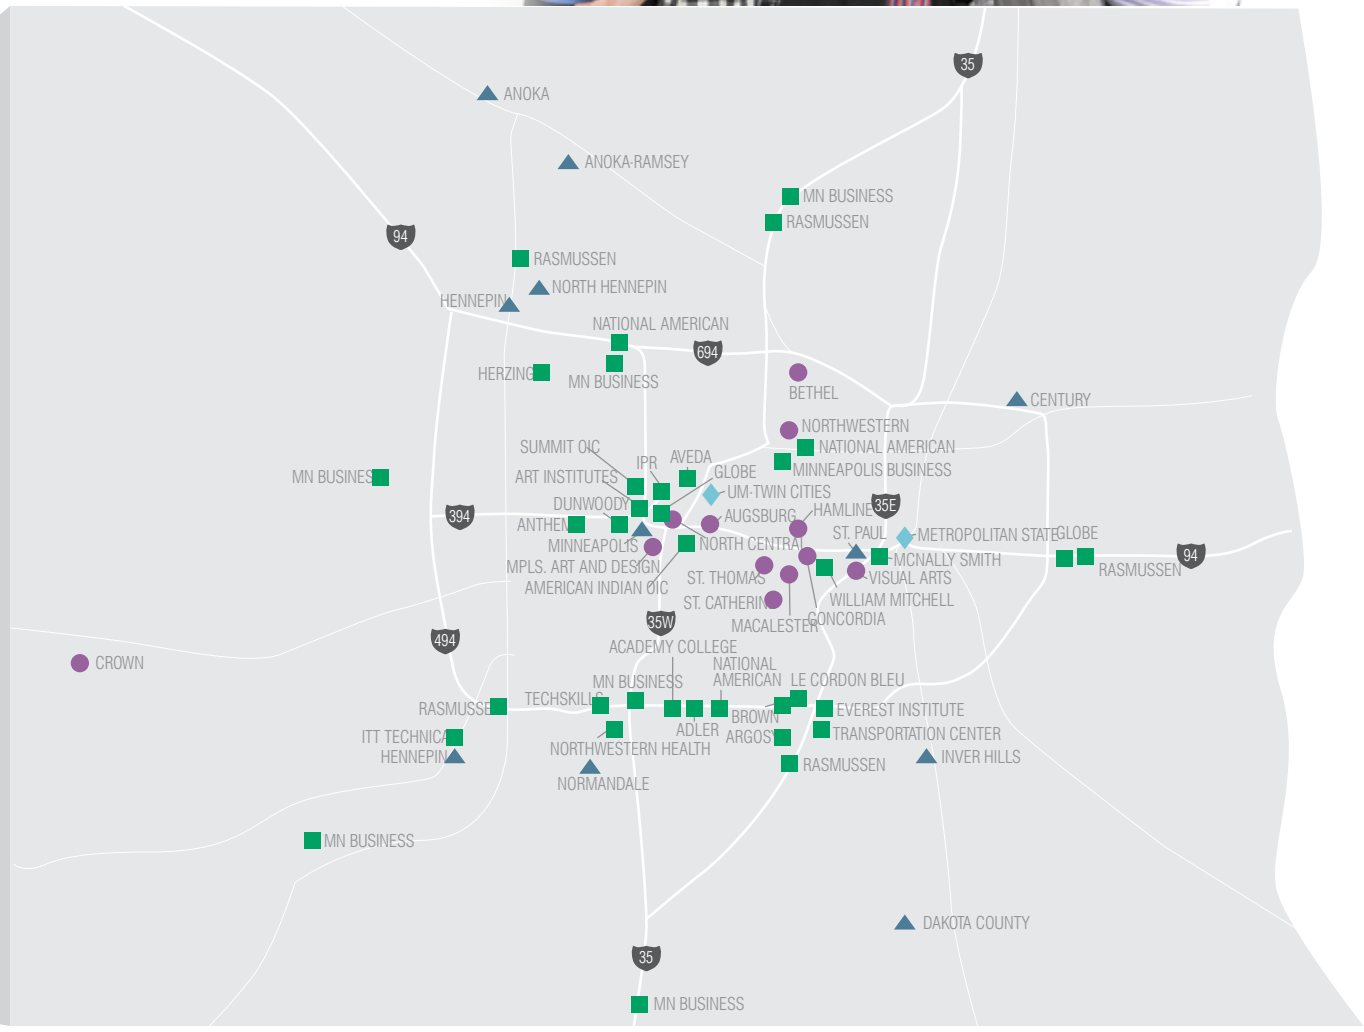 35
ANOKA
ANOKA-RAMSEY
MN BUSINESS
RASMUSSEN
94
RASMUSSEN
NORTH HENNEPIN
HENNEPIN
NATIONAL AMERICAN
694
HERZING
MN BUSINESS
BETHEL
CENTURY
NORTHWESTERN
SUMMIT OIC
NATIONAL AMERICAN
IPR
AVEDA
MINNEAPOLIS BUSINESS
MN BUSINES
ART INSTITUTES
GLOBE
UM-TWIN CITIES
DUNWOODY
35E
HAMLINE
394
AUGSBURG
ANTHEM
ST. PAUL
METROPOLITAN STATE
GLOBE
MINNEAPOLIS
NORTH CENTRAL
94
MCNALLY SMITH
MPLS. ART AND DESIGN
RASMUSSEN
ST. THOMAS
VISUAL ARTS
AMERICAN INDIAN OIC
WILLIAM MITCHELL
ST. CATHERIN
CONCORDIA
35W
MACALESTER
494
ACADEMY COLLEGE
CROWN
NATIONAL
AMERICAN
LE CORDON BLEU
MN BUSINESS
TECHSKILLS
RASMUSSE
BROWN
EVEREST INSTITUTE
ADLER
TRANSPORTATION CENTER
ITT TECHNICA
ARGOSY
NORTHWESTERN HEALTH
HENNEPIN
INVER HILLS
RASMUSSEN
NORMANDALE
MN BUSINESS
DAKOTA COUNTY
35
MN BUSINESS